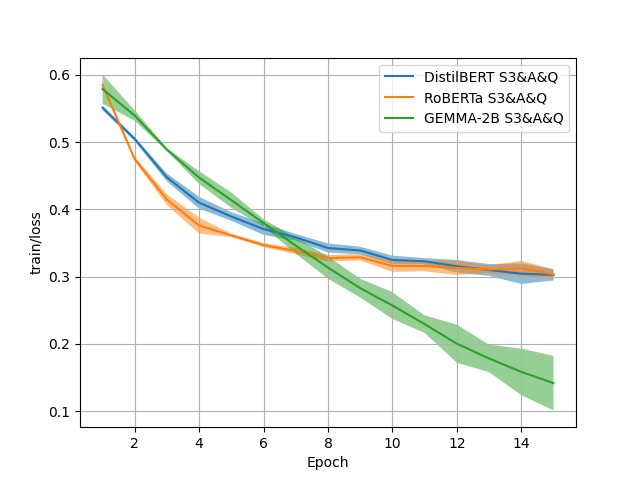 DistilBERT S3&A&Q
RoBERTa S3&A&Q
GEMMA-2B S3&A&Q
0.6
0.5
0.4
0.3
0.2
0.1
train/loss
2 4 6 8 10 12 14
Epoch